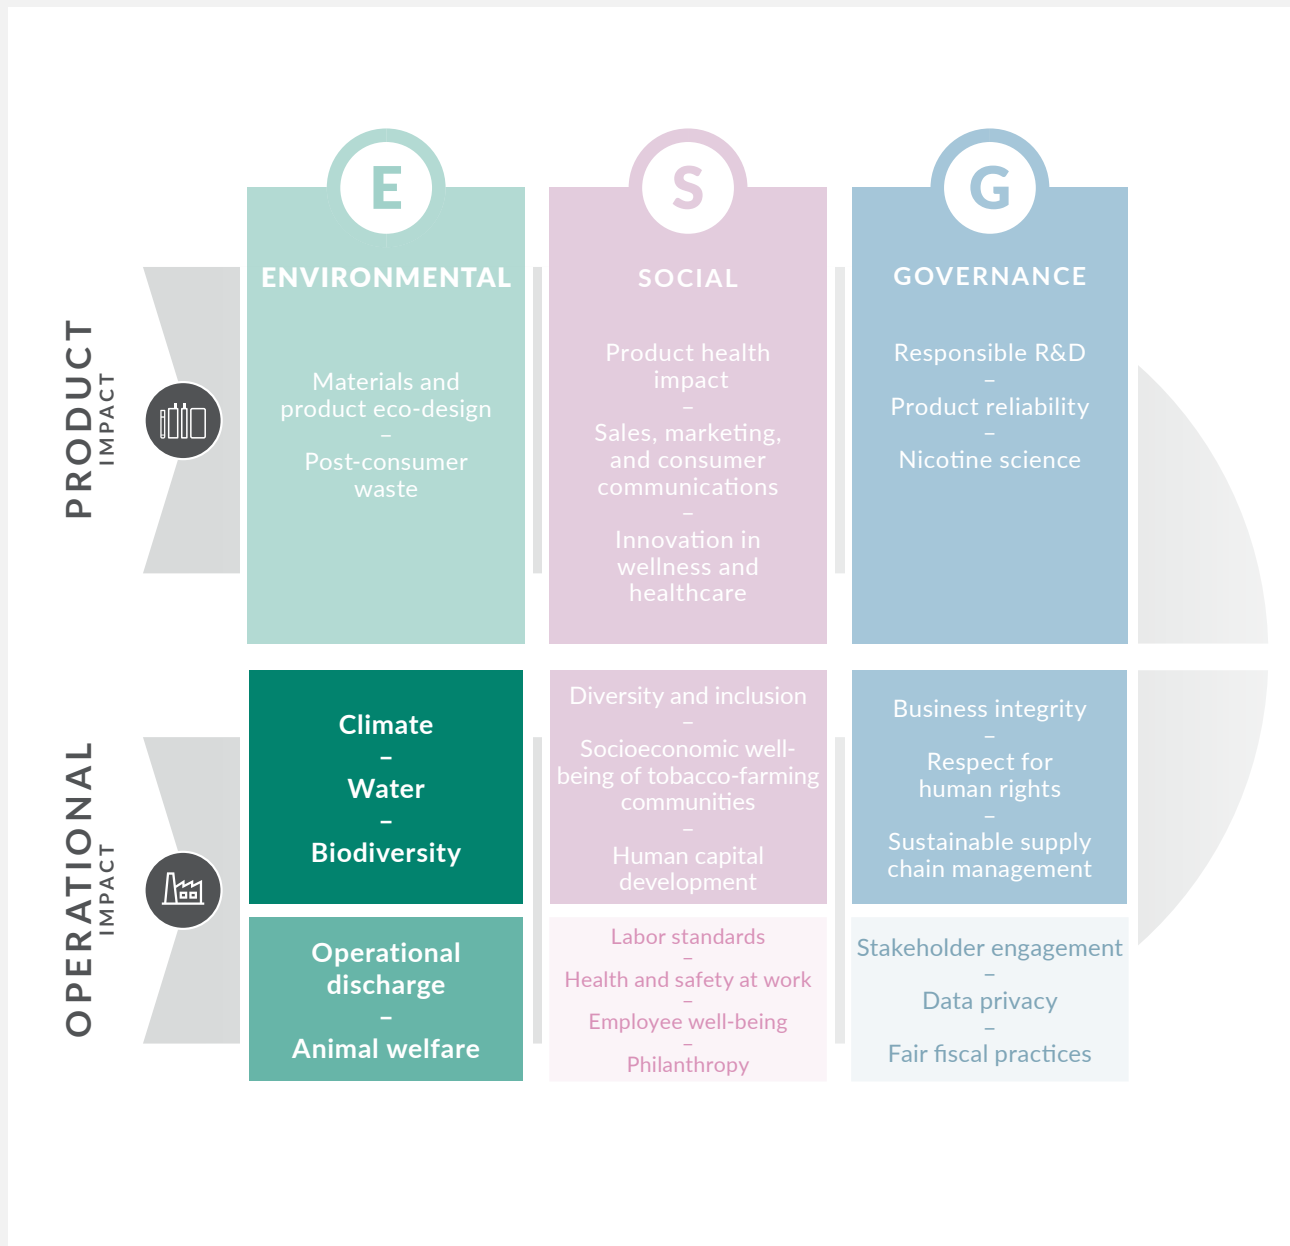 E
ENVIRONMENTAL
Materials and
product eco-design
–
Post-consumer
waste
S
SOCIAL
Product health
impact
–
Sales, marketing,
and consumer
communications
–
Innovation in
wellness and
healthcare
G
GOVERNANCE
Responsible R&D
–
Product reliability
–
Nicotine science
PRODUCT
IMPACT
Climate
–
Water
–
Biodiversity
Operational
discharge
–
Animal welfare
Diversity and inclusion
–
Socioeconomic well-
being of tobacco-farming
communities
–
Human capital
development
Labor standards
–
Health and safety at work
–
Employee well-being
–
Philanthropy
Business integrity
–
Respect for
human rights
–
Sustainable supply
chain management
Stakeholder engagement
–
Data privacy
–
Fair fiscal practices
OPERATIONAL
IMPACT